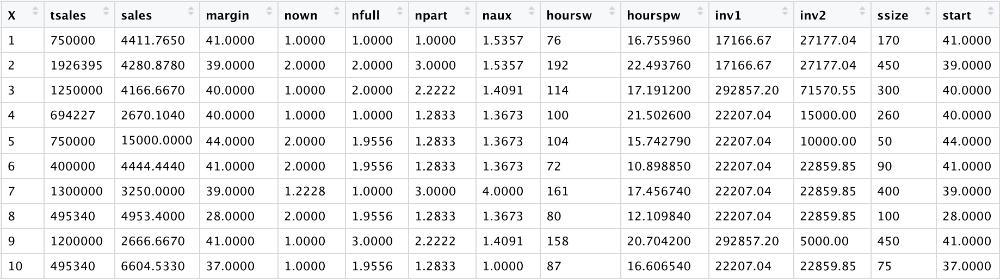 X tsales sales margin nown nfull npart naux hoursw hourspw inv1 inv2 ssize start
1 750000 4411.7650 41.0000 1.0000 1.0000 1.0000 1.5357 76 16.755960 17166.67 27177.04 170 41.0000
2 1926395 4280.8780 39.0000 2.0000 2.0000 3.0000 1.5357 192 22.493760 17166.67 27177.04 450 39.0000
3 1250000 4166.6670 40.0000 1.0000 2.0000 2.2222 1.4091 114 17.191200 292857.20 71570.55 300 40.0000
4 694227 2670.1040 40.0000 1.0000 1.0000 1.2833 1.3673 100 21.502600 22207.04 15000.00 260 40.0000
5 750000 15000.0000 44.0000 2.0000 1.9556 1.2833 1.3673 104 15.742790 22207.04 10000.00 50 44.0000
6 400000 4444.4440 41.0000 2.0000 1.9556 1.2833 1.3673 72 10.898850 22207.04 22859.85 90 41.0000
7 1300000 3250.0000 39.0000 1.2228 1.0000 3.0000 4.0000 161 17.456740 22207.04 22859.85 400 39.0000
8 495340 4953.4000 28.0000 2.0000 1.9556 1.2833 1.3673 80 12.109840 22207.04 22859.85 100 28.0000
9 1200000 2666.6670 41.0000 1.0000 3.0000 2.2222 1.4091 158 20.704200 292857.20 5000.00 450 41.0000
10 495340 6604.5330 37.0000 1.0000 1.9556 1.2833 1.0000 87 16.606540 22207.04 22859.85 75 37.0000